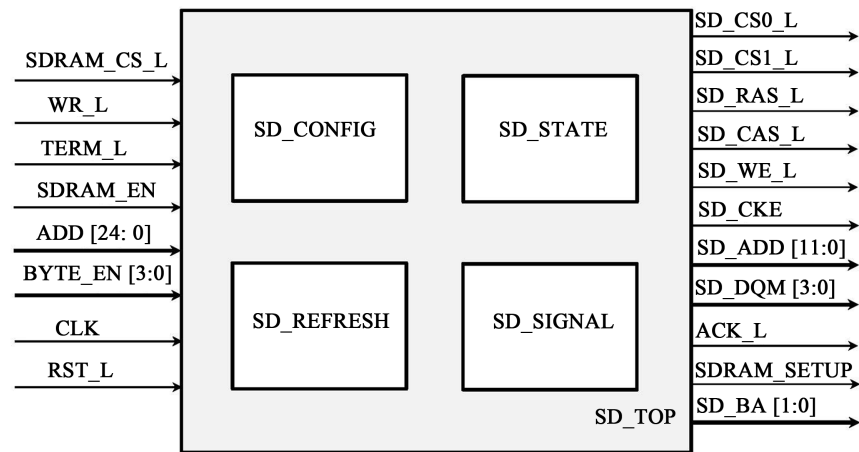 SDRAM_CS_L
WR_L
TERM_L
SDRAM_EN
ADD [24: 0]
BYTE_EN [3:0]
CLK
RST_L
SD_CONFIG
SD_STATE
SD_REFRESH
SD_SIGNAL
SD_TOP
SD_CS0_L
SD_CS1_L
SD_RAS_L
SD_CAS_L
SD_WE_L
SD_CKE
SD_ADD [11:0]
SD_DQM [3:0]
ACK_L
SDRAM_SETUP
SD_BA [1:0]